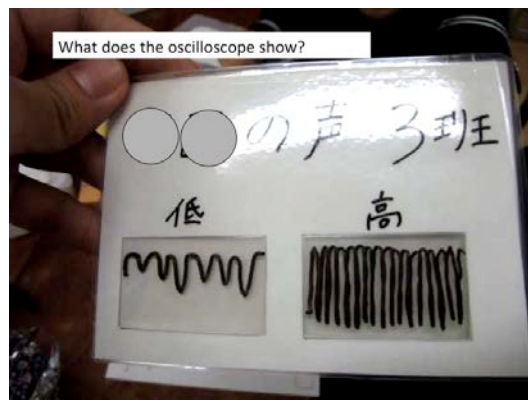 What does the oscilloscope show?
の声 3班
低 高